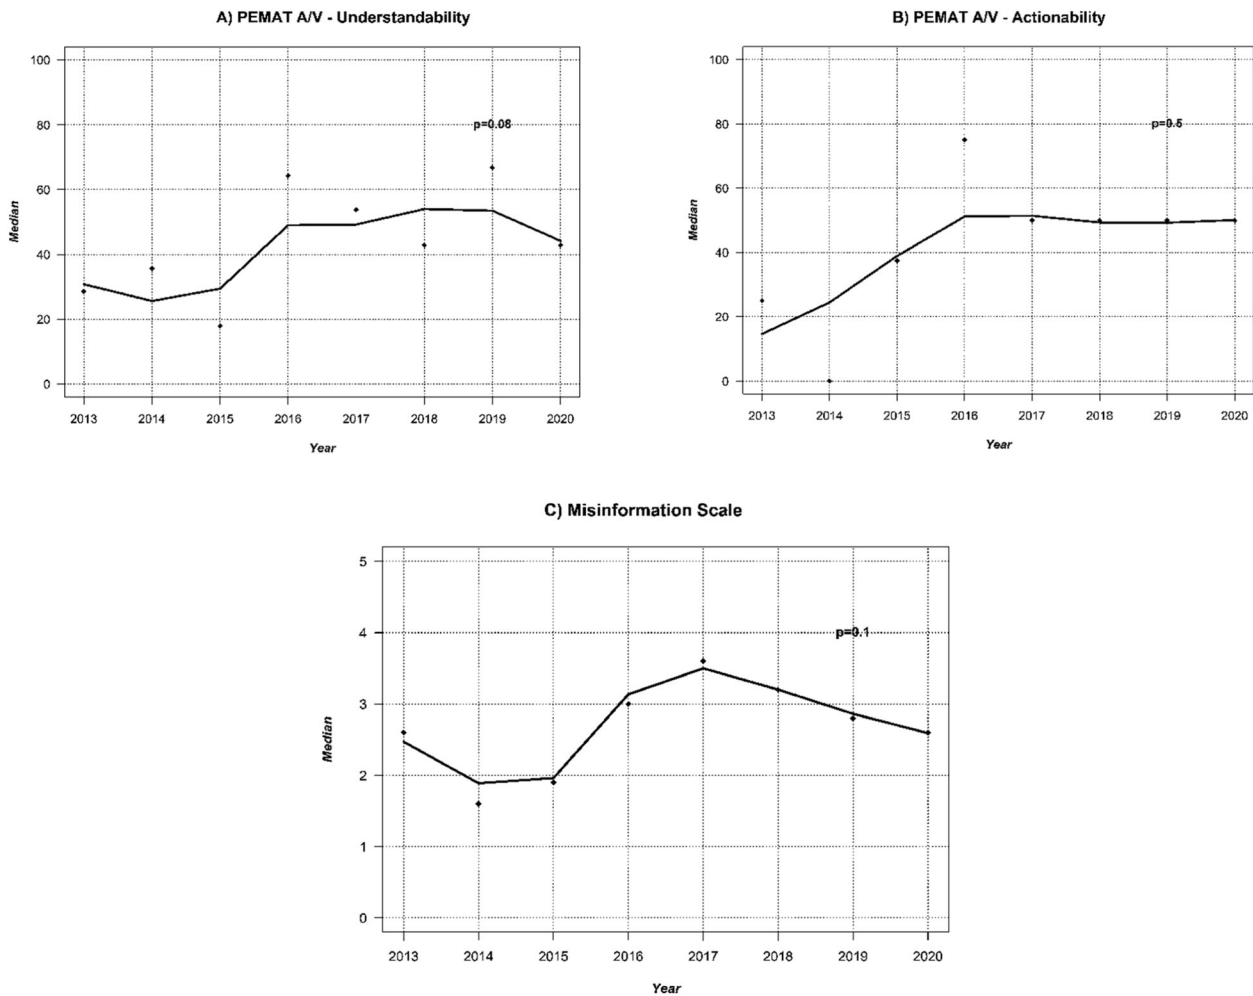 A) PEMAT A/V - Understandability
100
80
60
40
20
0
Median
p=0.08
2013 2014 2015 2016 2017 2018 2019 2020
Year
B) PEMAT A/V - Actionability
100
80
60
40
20
0
Median
p=0.5
2013 2014 2015 2016 2017 2018 2019 2020
Year
C) Misinformation Scale
5
4
3
2
1
0
Median
p=0.1
2013 2014 2015 2016 2017 2018 2019 2020
Year